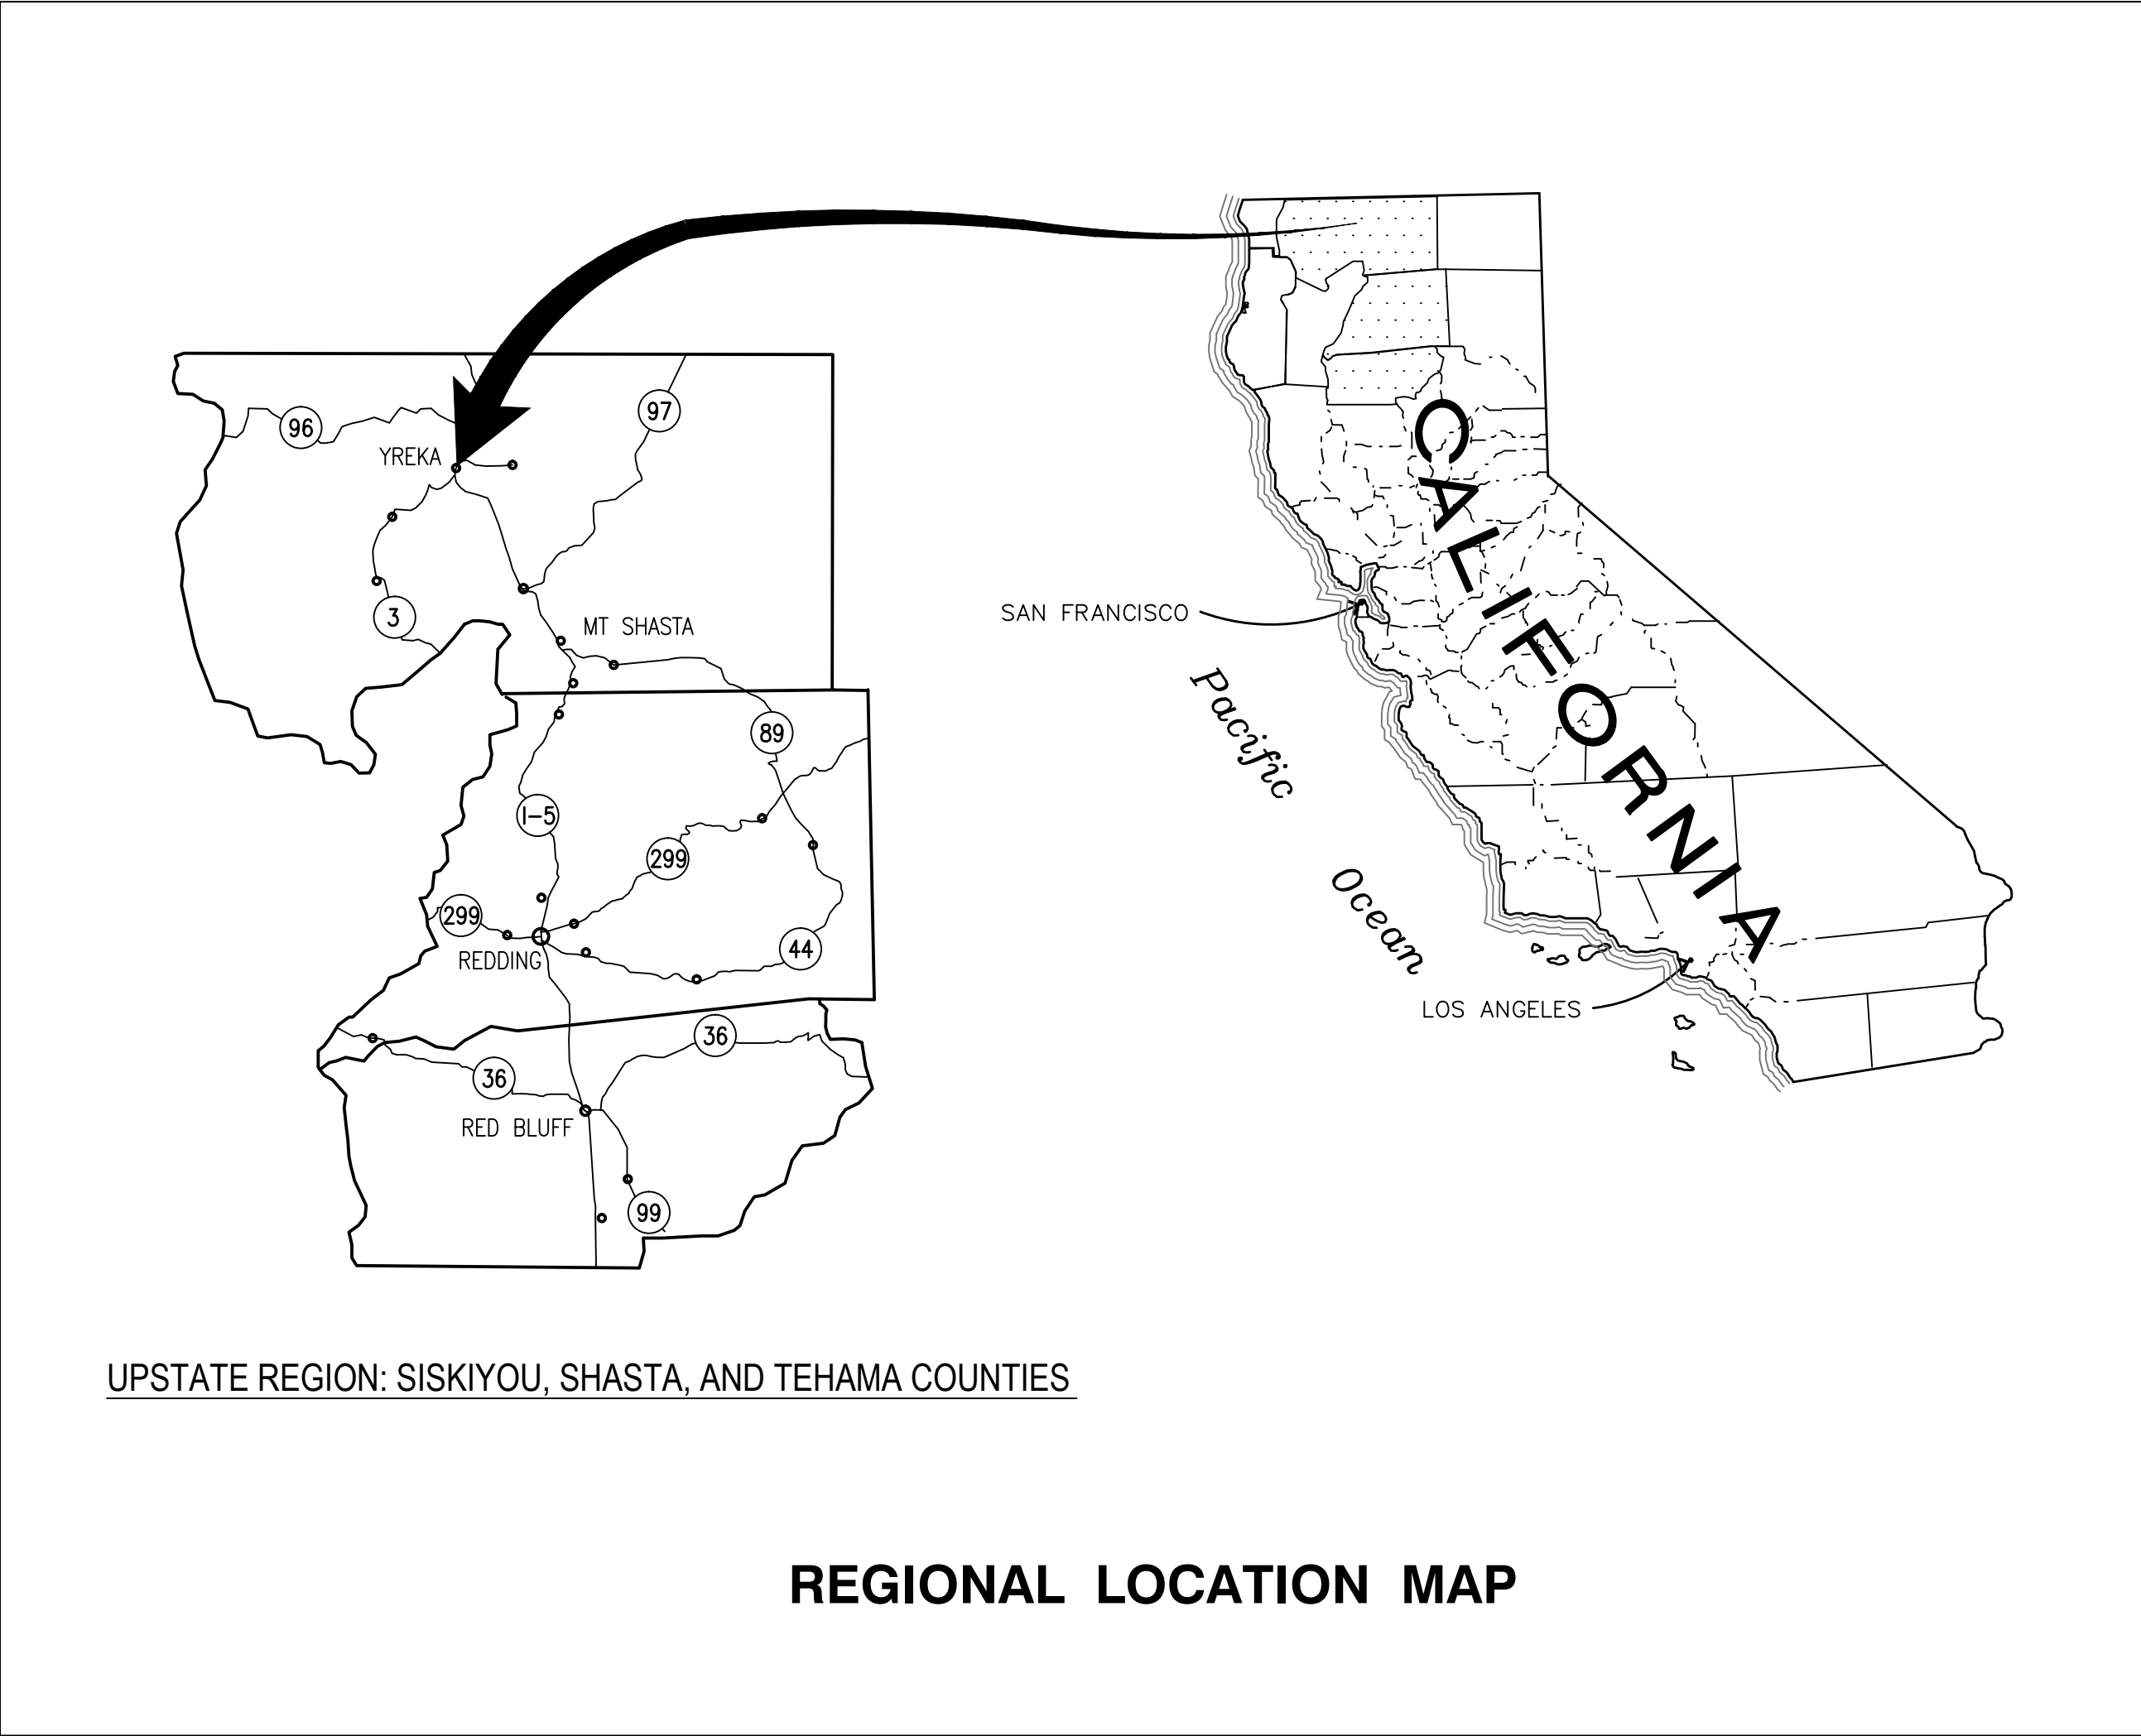 96
97
YREKA
3
MT SHASTA
89
I-5
299
299
44
REDDING
36
36
RED BLUFF
99
CALIFORNIA
SAN FRANCISCO
Pacific
Ocean
LOS ANGELES
UPSTATE REGION: SISKIYOU, SHASTA, AND TEHAMA COUNTIES
REGIONAL LOCATION MAP